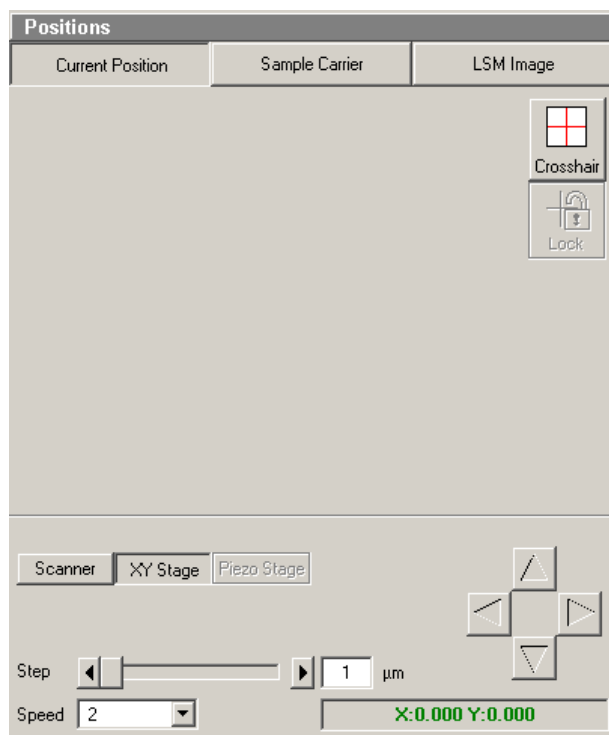 Positions
Current Position Sample Carrier LSM Image
Crosshair
Lock
Scanner XY Stage Piezo Stage
Step 1 µm
Speed 2 X:0.000 Y:0.000